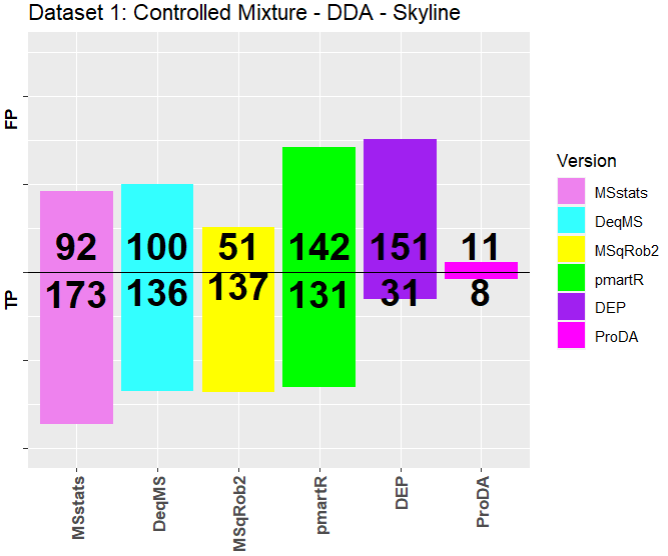 Dataset 1: Controlled Mixture - DDA - Skyline
FP
TP
92 100 51 142 151 11
173 136 137 131 31 8
MSstats
DeqMS
MSqRob2
pmartR
DEP
ProDA
Version
MSstats
DeqMS
MSqRob2
pmartR
DEP
ProDA